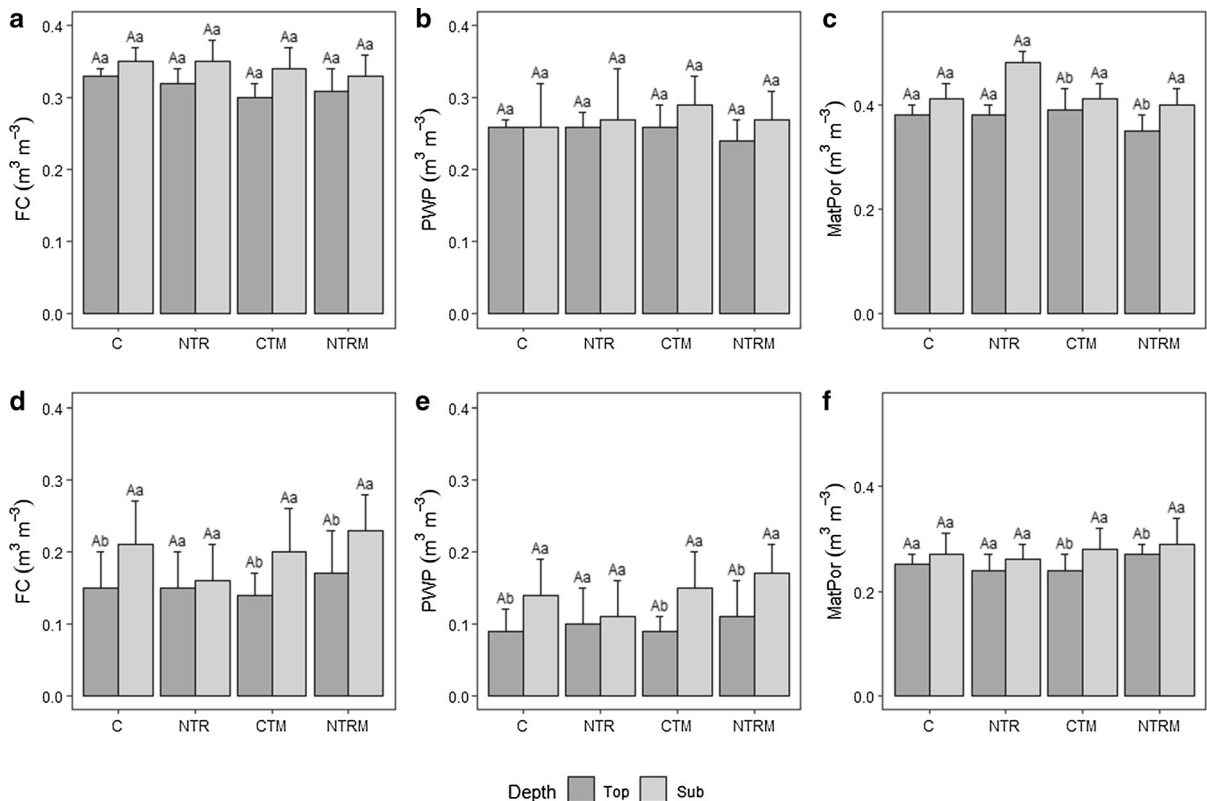 a
FC (m³ m⁻³)
0.4
0.3
0.2
0.1
0.0
Aa Aa Aa Aa Aa Aa Aa Aa
C NTR CTM NTRM
b
PWP (m³ m⁻³)
0.4
0.3
0.2
0.1
0.0
Aa Aa Aa Aa Aa Aa Aa Aa
C NTR CTM NTRM
c
MatPor (m³ m⁻³)
0.4
0.2
0.0
Aa Aa Aa Aa Ab Aa Ab Aa
C NTR CTM NTRM
d
FC (m³ m⁻³)
0.4
0.3
0.2
0.1
0.0
Ab Aa Aa Aa Ab Aa Ab Aa
C NTR CTM NTRM
e
PWP (m³ m⁻³)
0.4
0.3
0.2
0.1
0.0
Ab Aa Aa Aa Ab Aa Ab Aa
C NTR CTM NTRM
f
MatPor (m³ m⁻³)
0.4
0.2
0.0
Aa Aa Aa Aa Ab Aa Ab Aa
C NTR CTM NTRM
Depth Top Sub